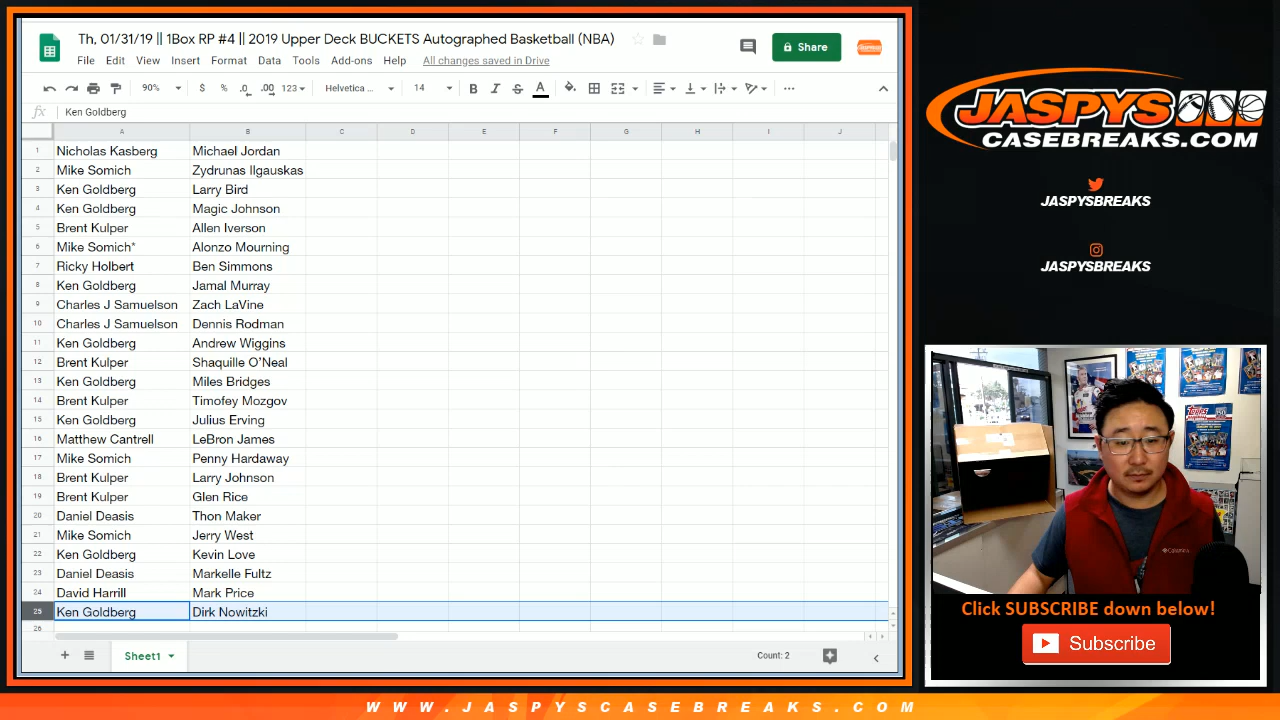 Th, 01/31/19 || 1Box RP #4 || 2019 Upper Deck BUCKETS Autographed Basketball (NBA)
Share
File Edit View Insert Format Data Tools Add-ons Help All changes saved in Drive
90% $ % .0 .00 123 Helvetica ... 14 B I S A
fx Ken Goldberg
A B C D E F G H I J
1 Nicholas Kasberg Michael Jordan
2 Mike Somich Zydrunas Ilgauskas
3 Ken Goldberg Larry Bird
4 Ken Goldberg Magic Johnson
5 Brent Kulper Allen Iverson
6 Mike Somich* Alonzo Mourning
7 Ricky Holbert Ben Simmons
8 Ken Goldberg Jamal Murray
9 Charles J Samuelson Zach LaVine
10 Charles J Samuelson Dennis Rodman
11 Ken Goldberg Andrew Wiggins
12 Brent Kulper Shaquille O’Neal
13 Ken Goldberg Miles Bridges
14 Brent Kulper Timofey Mozgov
15 Ken Goldberg Julius Erving
16 Matthew Cantrell LeBron James
17 Mike Somich Penny Hardaway
18 Brent Kulper Larry Johnson
19 Brent Kulper Glen Rice
20 Daniel Deasis Thon Maker
21 Mike Somich Jerry West
22 Ken Goldberg Kevin Love
23 Daniel Deasis Markelle Fultz
24 David Harrill Mark Price
25 Ken Goldberg Dirk Nowitzki
26
Sheet1 Count: 2
JASPYS
CASEBREAKS.COM
JASPYSBREAKS
JASPYSBREAKS
Topps
Columbia
Click SUBSCRIBE down below!
Subscribe
WWW.JASPYSCASEBREAKS.COM